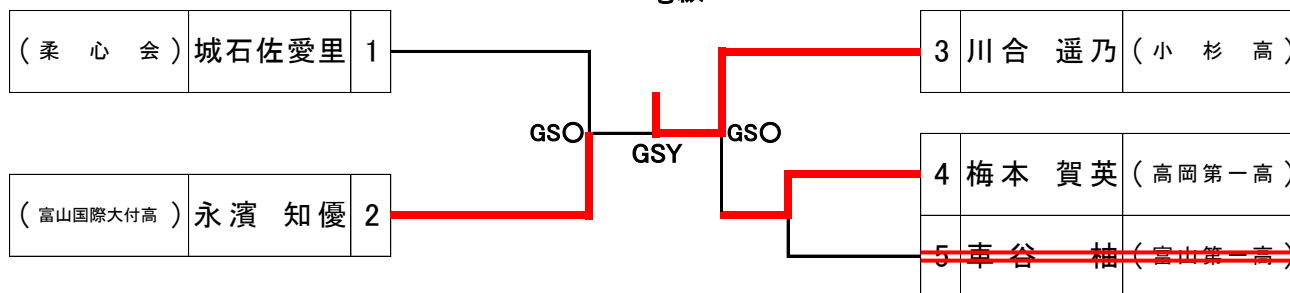 (柔心会) 城石佐愛里 1
3 川合 遥乃 (小杉高)
GS〇
GSY
GS〇
4 梅本 賀英 (高岡第一高)
(富山国際大付高) 永濱 知優 2
5 車谷 柚 (富山第一高)